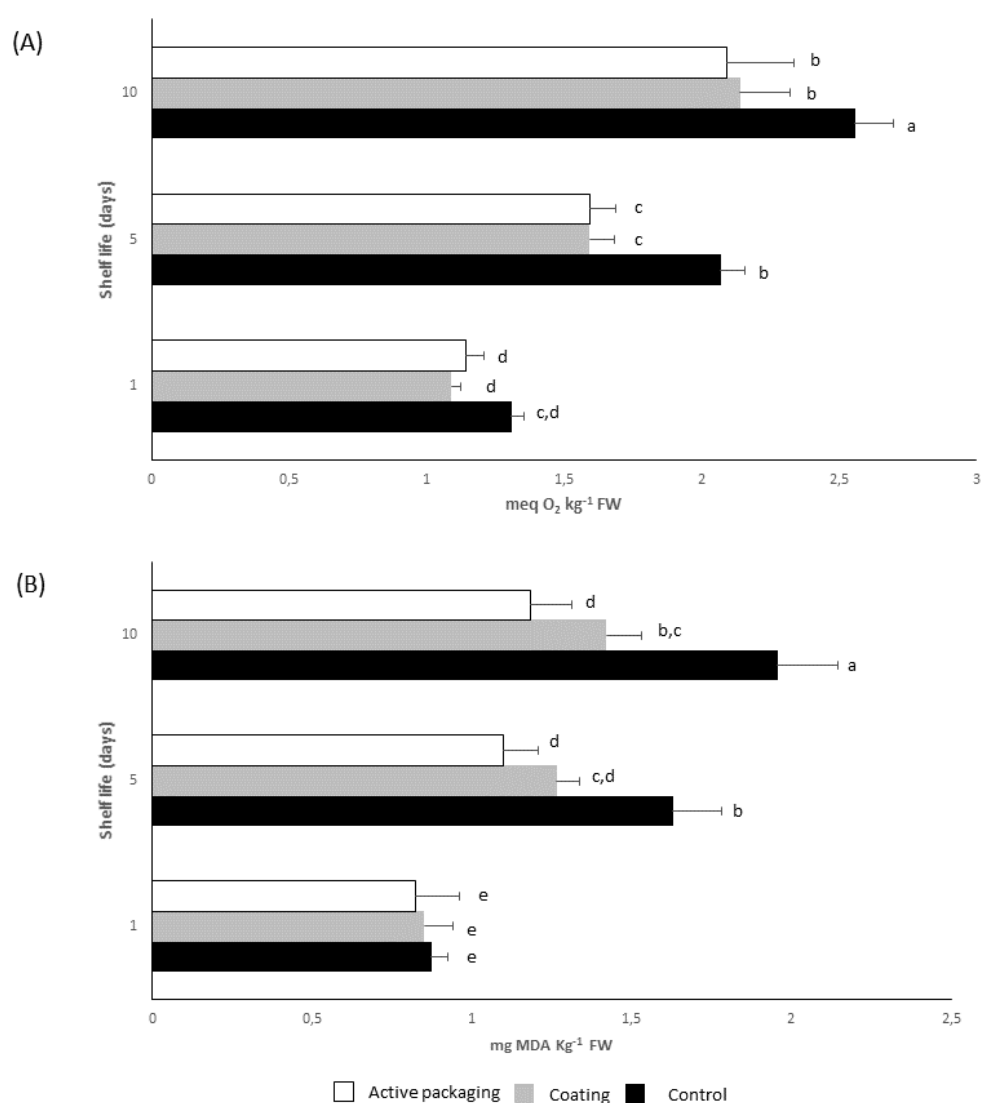 (A)
b
b
a
10
c
c
b
5
d
d
c,d
1
Shelf life (days)
0 0,5 1 1,5 2 2,5 3
meq O₂ kg⁻¹ FW
(B)
d
b,c
a
10
d
c,d
b
5
e
e
e
1
Shelf life (days)
0 0,5 1 1,5 2 2,5
mg MDA Kg⁻¹ FW
Active packaging Coating Control